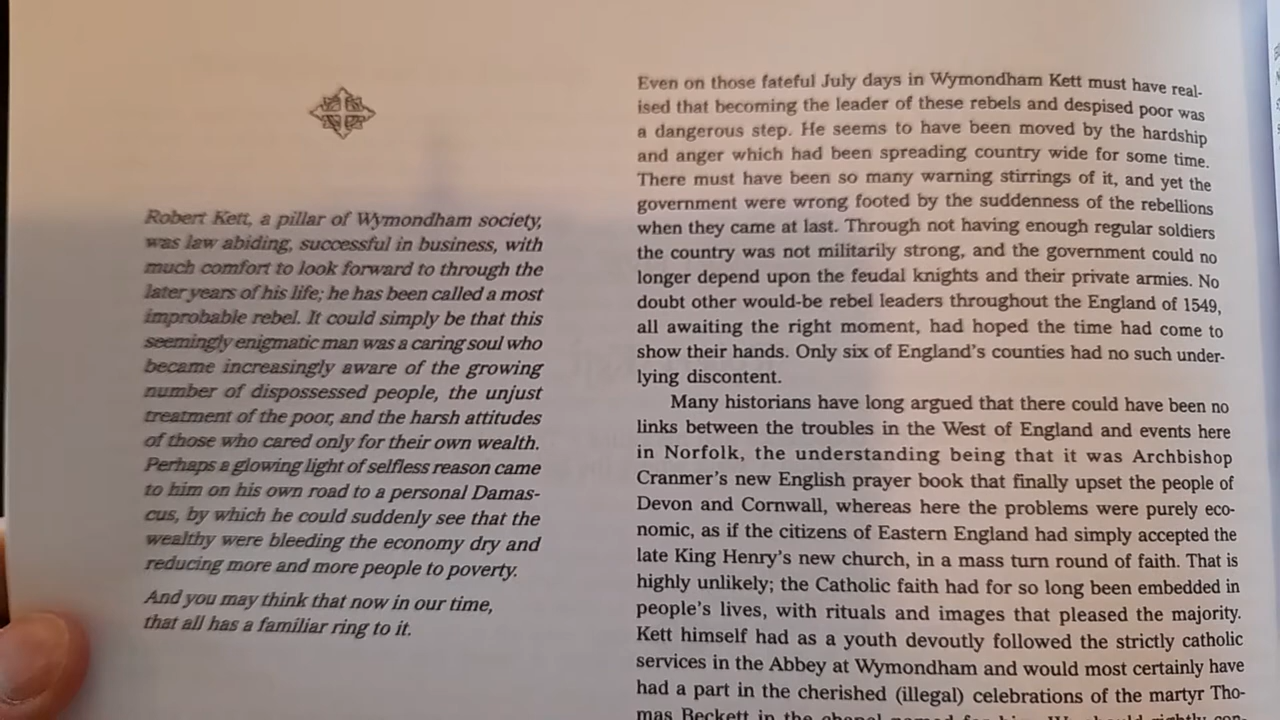 Robert Kett, a pillar of Wymondham society,
was law abiding, successful in business, with
much comfort to look forward to through the
later years of his life; he has been called a most
improbable rebel. It could simply be that this
seemingly enigmatic man was a caring soul who
became increasingly aware of the growing
number of dispossessed people, the unjust
treatment of the poor, and the harsh attitudes
of those who cared only for their own wealth.
Perhaps a glowing light of selfless reason came
to him on his own road to a personal Damas-
cus, by which he could suddenly see that the
wealthy were bleeding the economy dry and
reducing more and more people to poverty.
And you may think that now in our time,
that all has a familiar ring to it.
Even on those fateful July days in Wymondham Kett must have real-
ised that becoming the leader of these rebels and despised poor was
a dangerous step. He seems to have been moved by the hardship
and anger which had been spreading country wide for some time.
There must have been so many warning stirrings of it, and yet the
government were wrong footed by the suddenness of the rebellions
when they came at last. Through not having enough regular soldiers
the country was not militarily strong, and the government could no
longer depend upon the feudal knights and their private armies. No
doubt other would-be rebel leaders throughout the England of 1549,
all awaiting the right moment, had hoped the time had come to
show their hands. Only six of England's counties had no such under-
lying discontent.
Many historians have long argued that there could have been no
links between the troubles in the West of England and events here
in Norfolk, the understanding being that it was Archbishop
Cranmer's new English prayer book that finally upset the people of
Devon and Cornwall, whereas here the problems were purely eco-
nomic, as if the citizens of Eastern England had simply accepted the
late King Henry's new church, in a mass turn round of faith. That is
highly unlikely; the Catholic faith had for so long been embedded in
people's lives, with rituals and images that pleased the majority.
Kett himself had as a youth devoutly followed the strictly catholic
services in the Abbey at Wymondham and would most certainly have
had a part in the cherished (illegal) celebrations of the martyr Tho-
mas Beckett in the chapel named for him. We should rightly con-